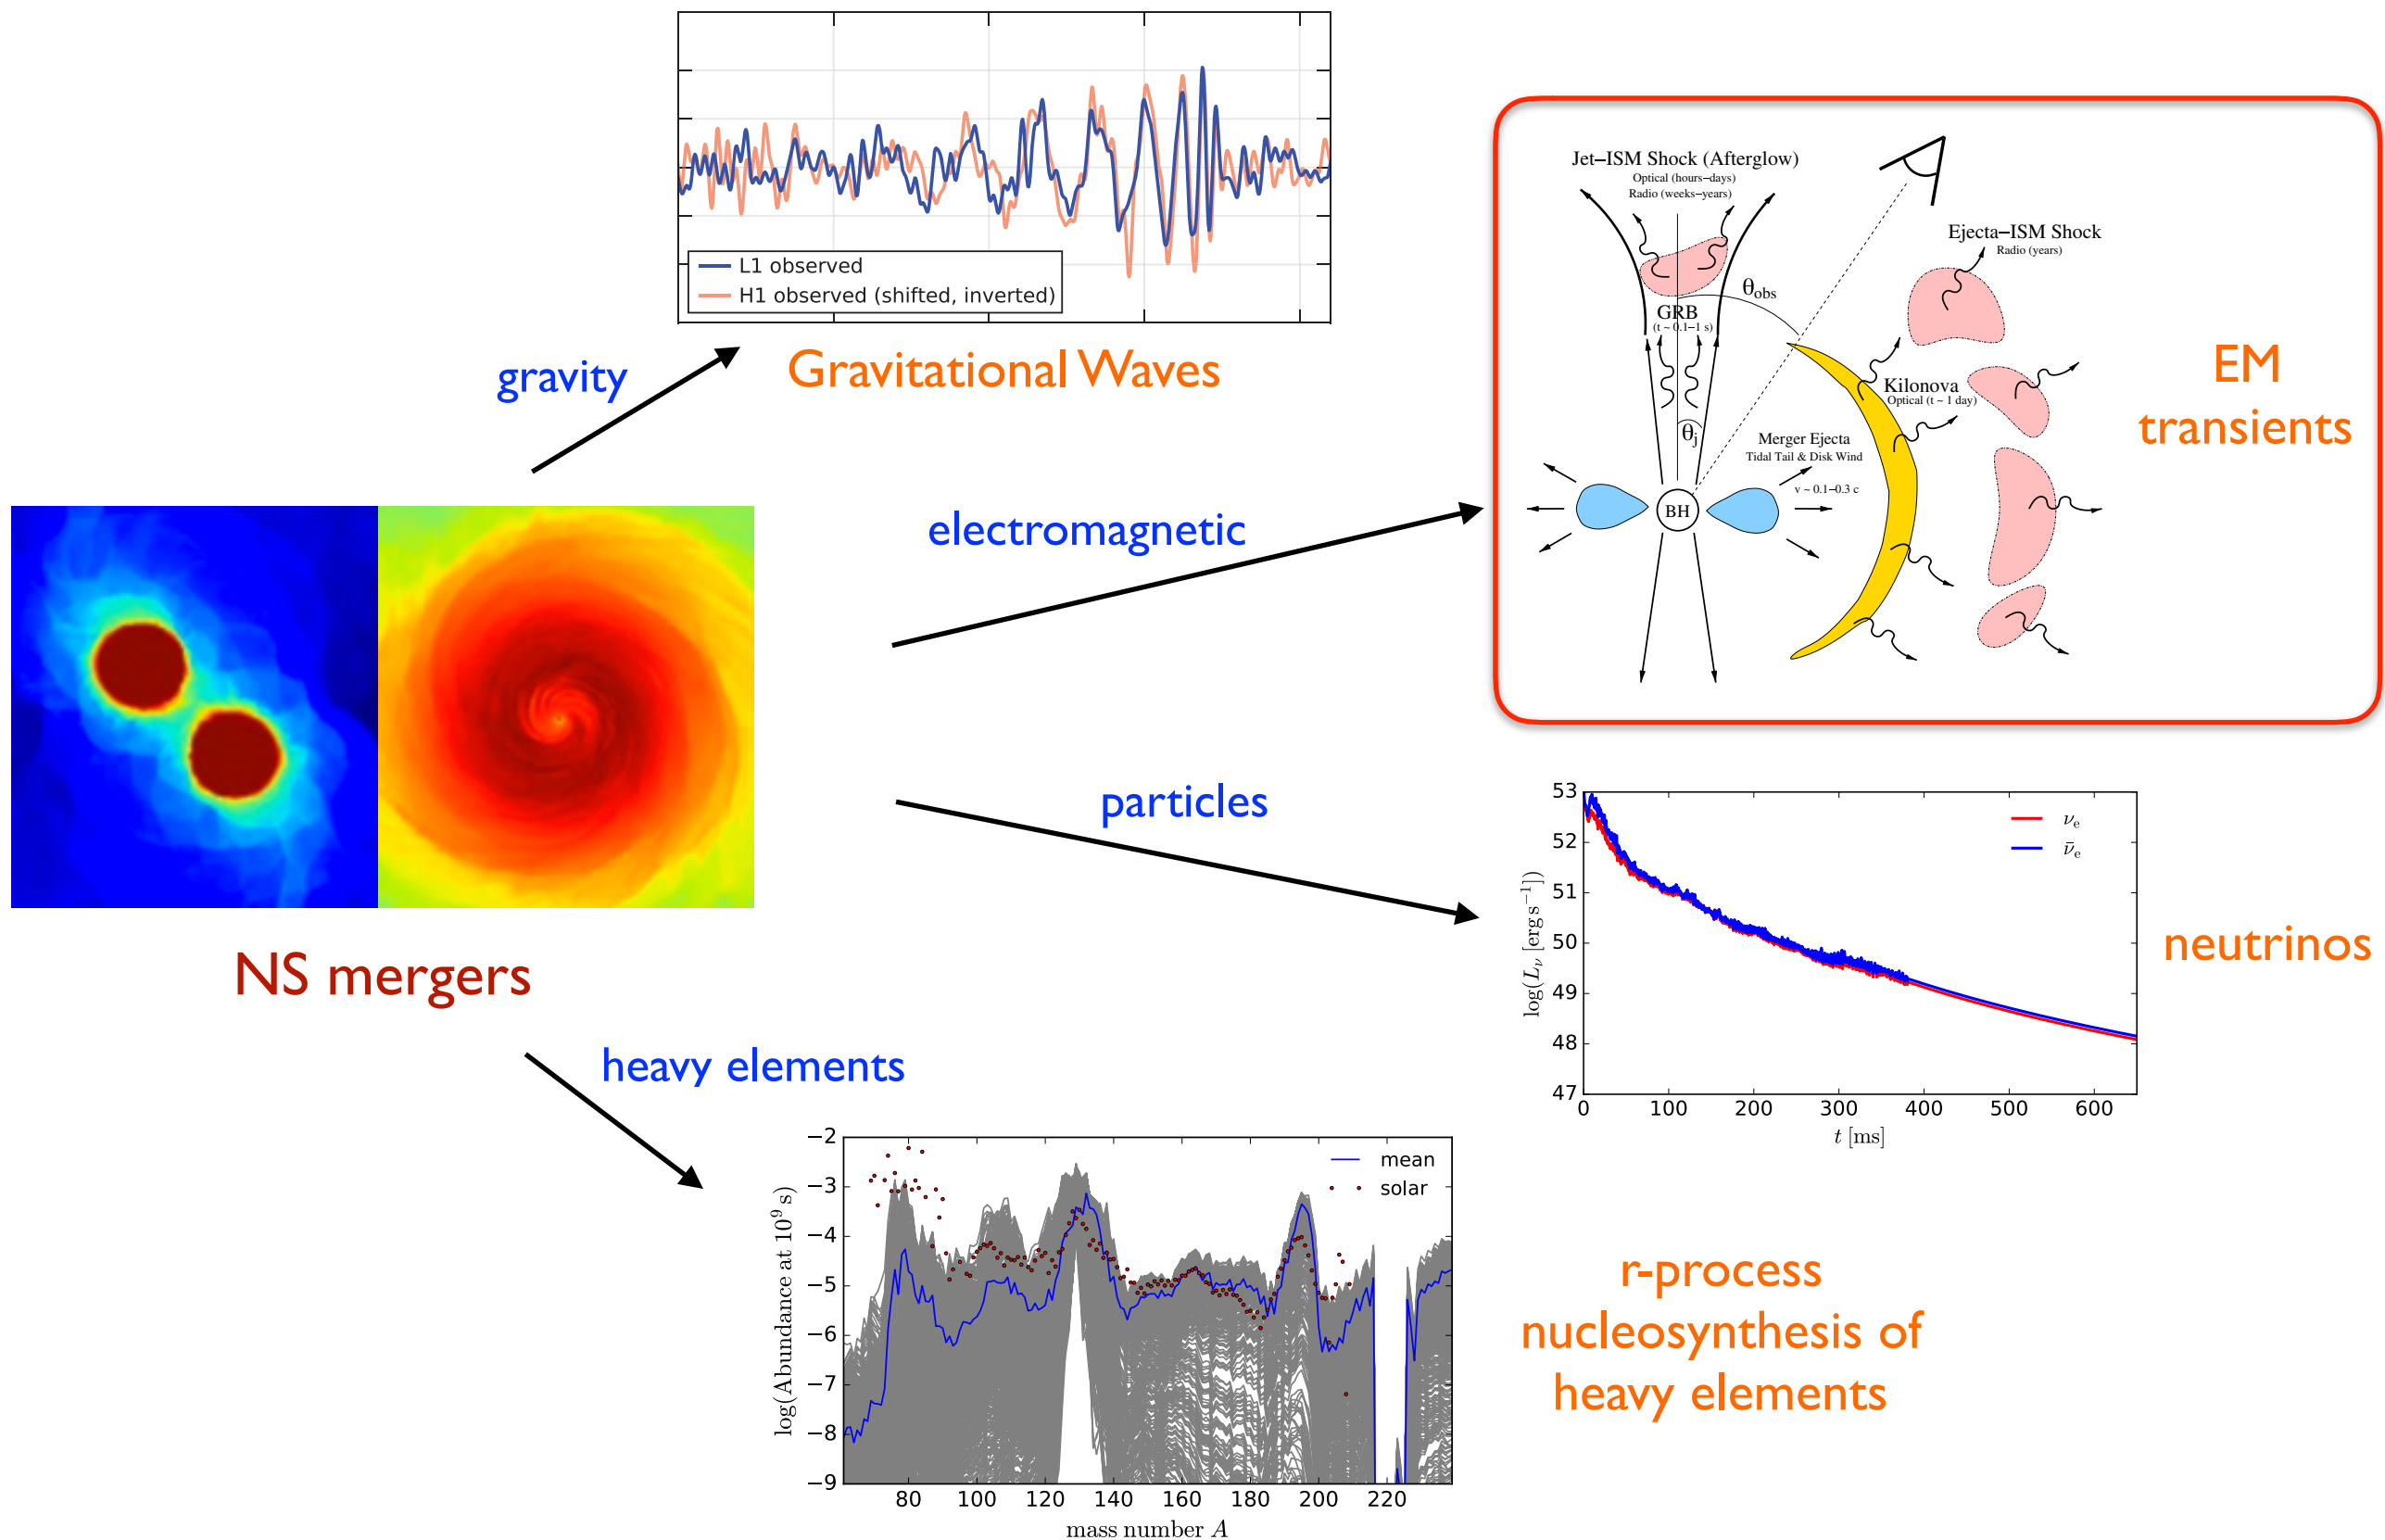 L1 observed
H1 observed (shifted, inverted)
gravity
Gravitational Waves
Jet–ISM Shock (Afterglow)
Optical (hours–days)
Radio (weeks–years)
Ejecta–ISM Shock
Radio (years)
θobs
GRB
(t ~ 0.1–1 s)
Kilonova
Optical (t ~ 1 day)
θj
Merger Ejecta
Tidal Tail & Disk Wind
v ~ 0.1–0.3 c
BH
EM
transients
electromagnetic
particles
NS mergers
heavy elements
53
52
51
50
49
48
47
log(Lν [erg s⁻¹])
νe
ν̄e
0 100 200 300 400 500 600
t [ms]
neutrinos
−2
−3
−4
−5
−6
−7
−8
−9
log(Abundance at 10⁹ s)
mean
solar
80 100 120 140 160 180 200 220
mass number A
r-process
nucleosynthesis of
heavy elements